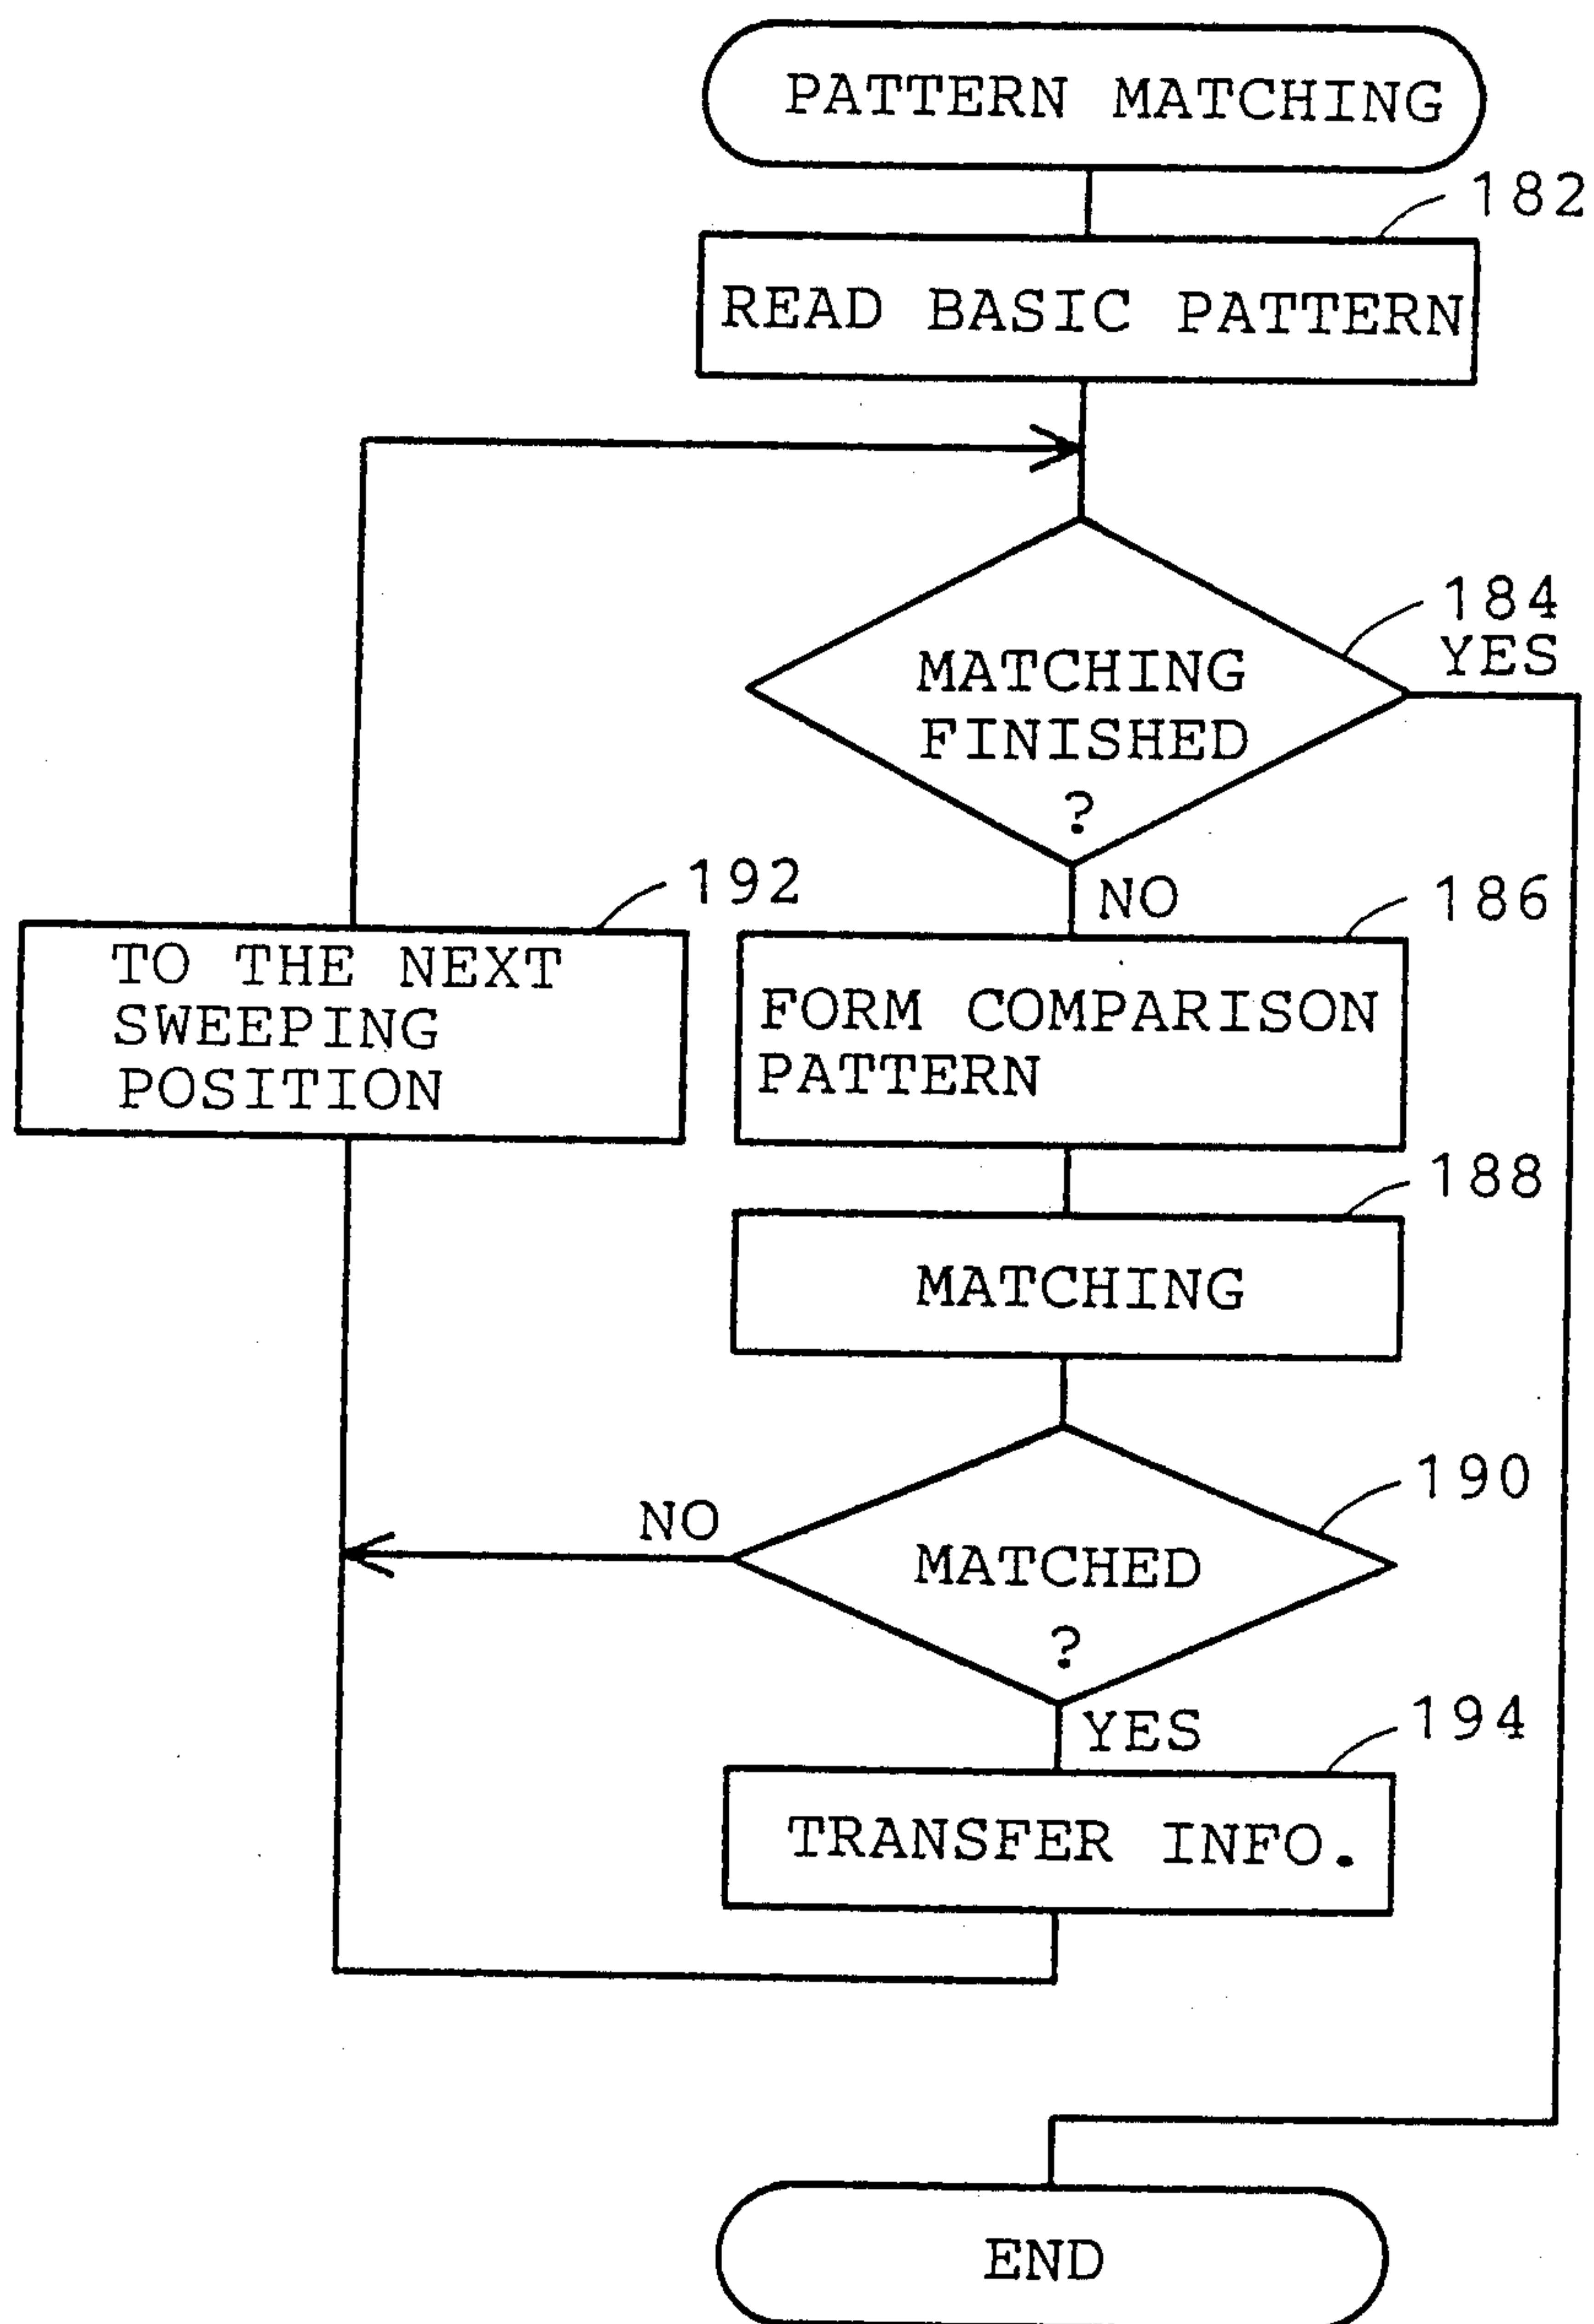 PATTERN MATCHING
182
READ BASIC PATTERN
184
YES
MATCHING
FINISHED
?
NO
192
186
TO THE NEXT
SWEEPING
POSITION
FORM COMPARISON
PATTERN
188
MATCHING
190
NO
MATCHED
?
YES
194
TRANSFER INFO.
END